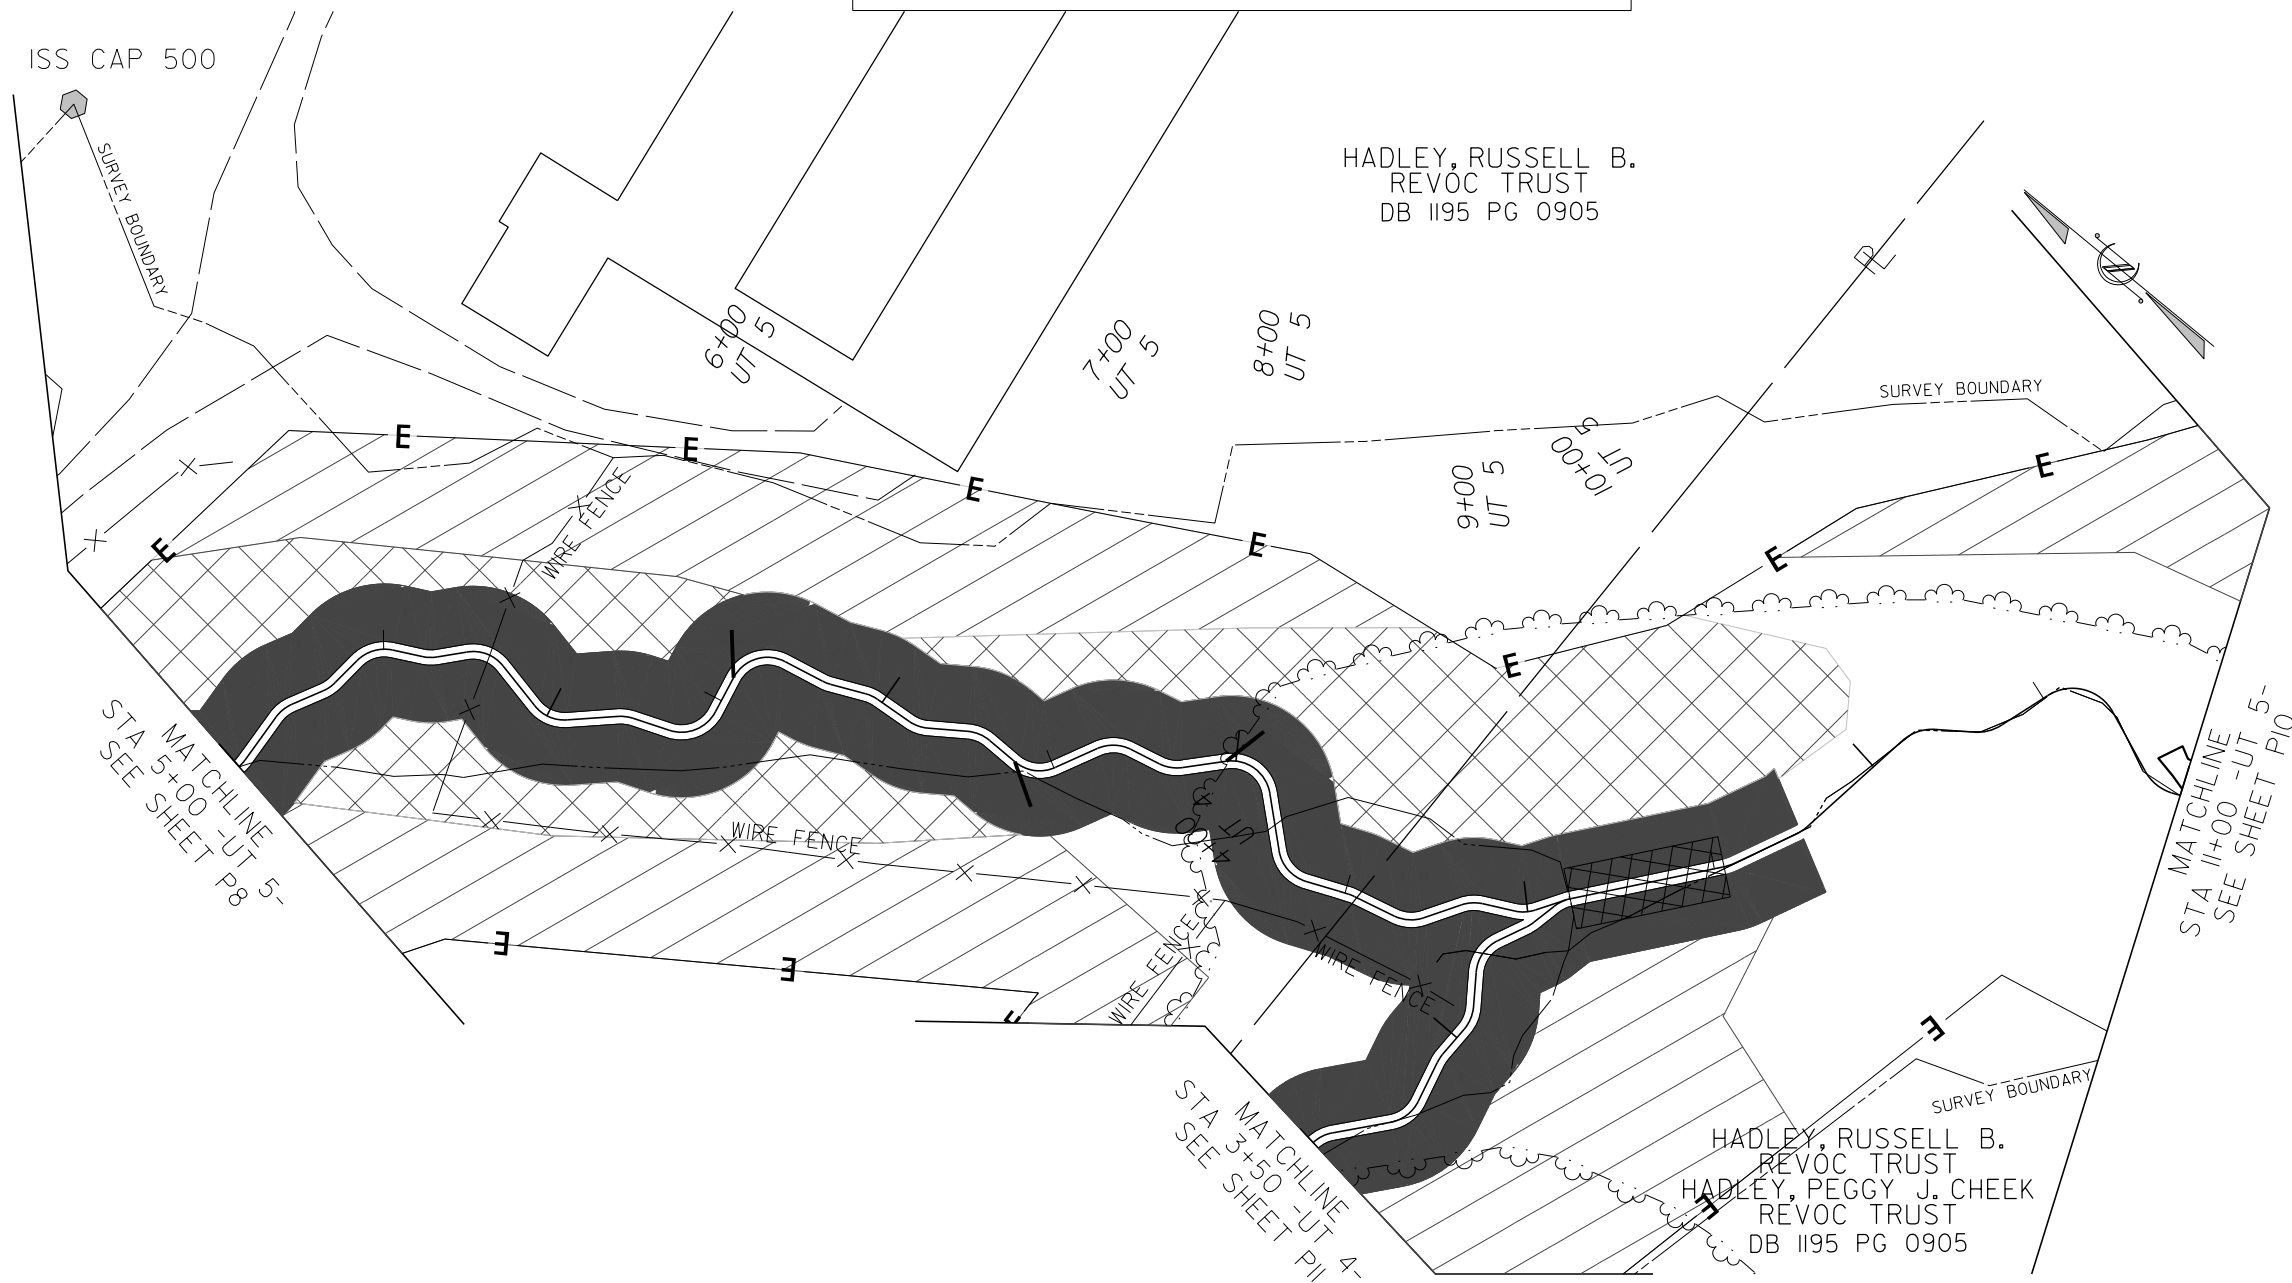 ISS CAP 500
SURVEY BOUNDARY
HADLEY, RUSSELL B.
REVOC TRUST
DB 1195 PG 0905
PL
6+00
UT 5
7+00
UT 5
8+00
UT 5
9+00
UT 5
10+00
UT 5
SURVEY BOUNDARY
E
E
E
E
E
E
E
E
WIRE FENCE
WIRE FENCE
WIRE FENCE
WIRE FENCE
MATCHLINE
STA 5+00 -UT 5-
SEE SHEET P8
MATCHLINE
STA 11+00 -UT 5-
SEE SHEET P10
4+00
UT 4
E
E
E
E
E
MATCHLINE
STA 3+50 -UT 4-
SEE SHEET P11
SURVEY BOUNDARY
HADLEY, RUSSELL B.
REVOC TRUST
HADLEY, PEGGY J. CHEEK
REVOC TRUST
DB 1195 PG 0905